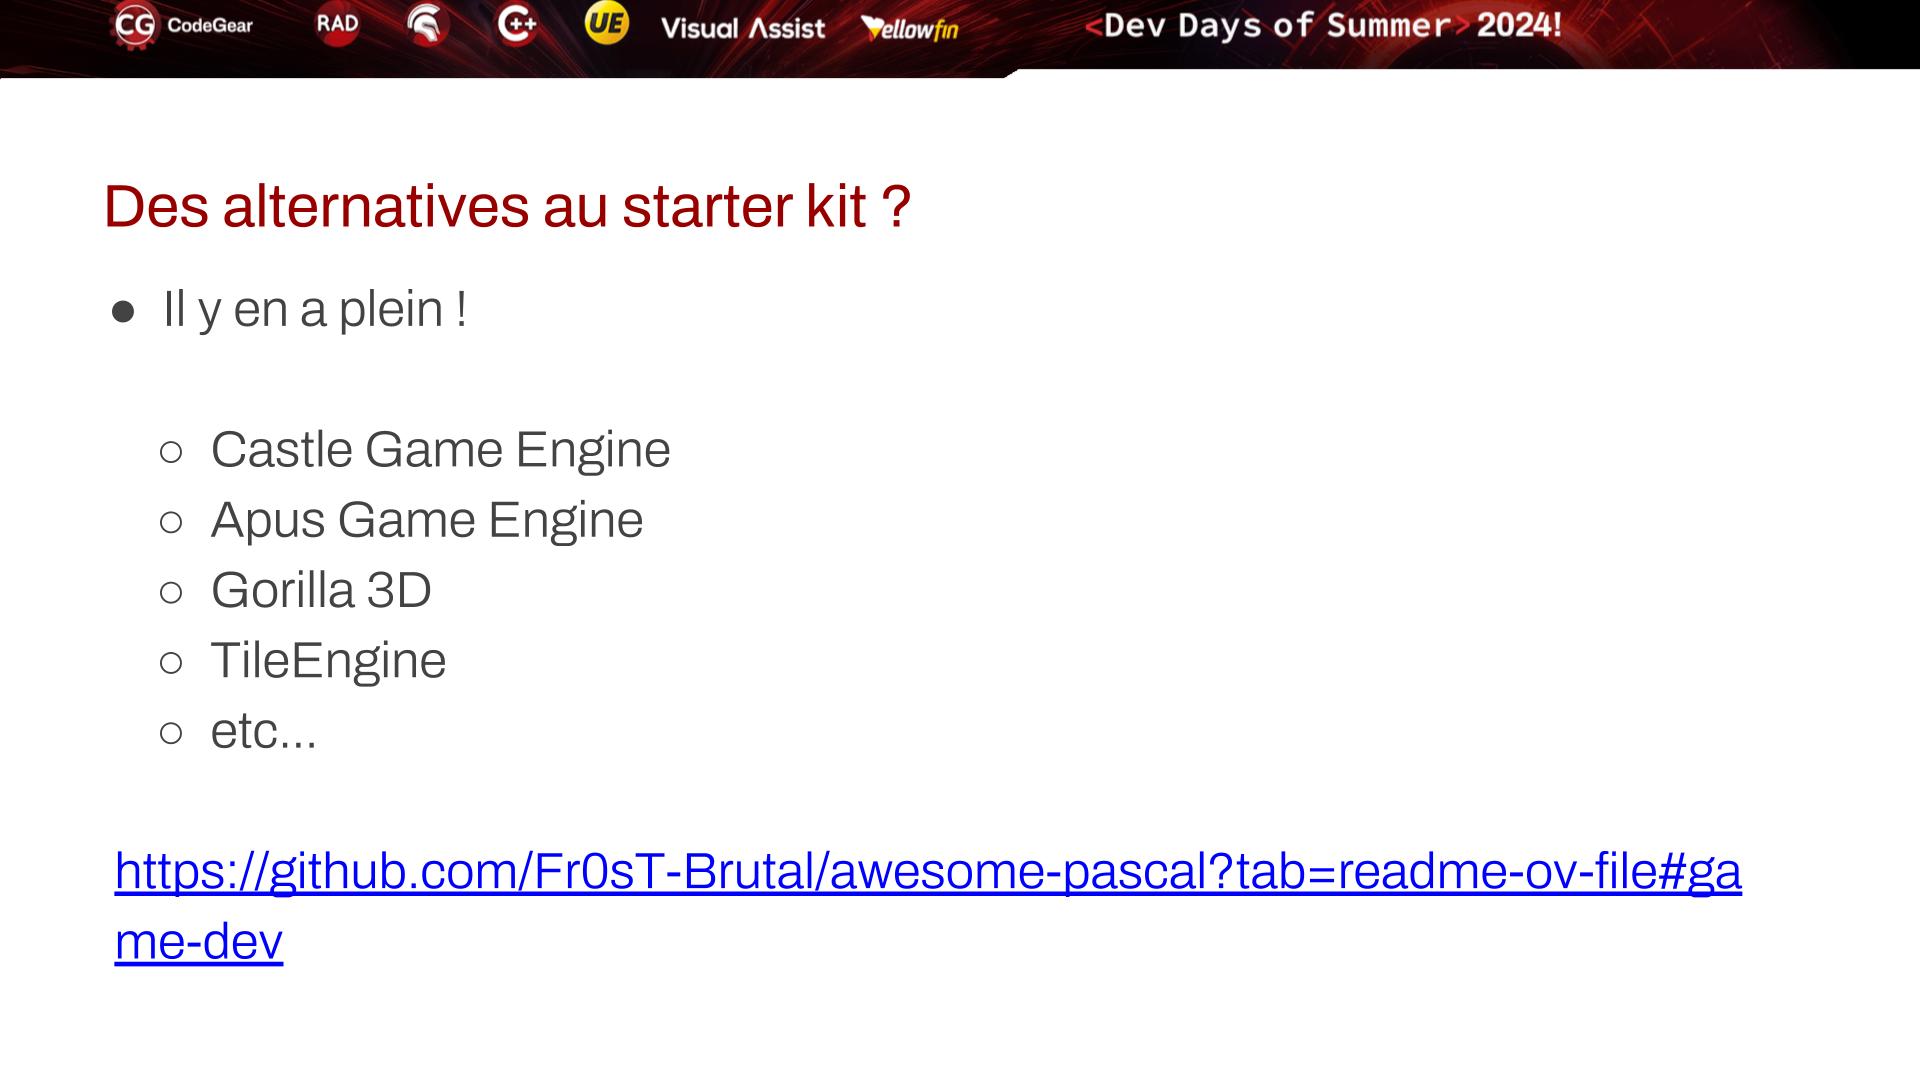 CG CodeGear RAD C++ UE Visual Assist Yellowfin <Dev Days of Summer> 2024!
Des alternatives au starter kit ?
● Il y en a plein !
○ Castle Game Engine
○ Apus Game Engine
○ Gorilla 3D
○ TileEngine
○ etc...
https://github.com/Fr0sT-Brutal/awesome-pascal?tab=readme-ov-file#ga
me-dev